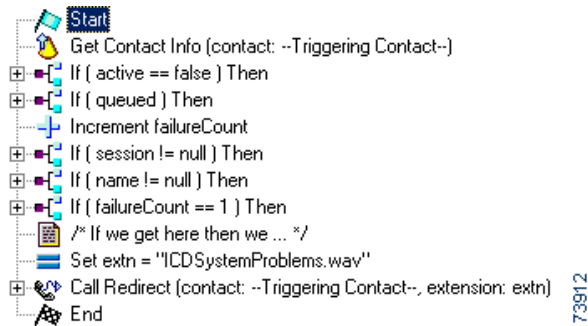 Start
Get Contact Info (contact: --Triggering Contact--)
If ( active == false ) Then
If ( queued ) Then
Increment failureCount
If ( session != null ) Then
If ( name != null ) Then
If ( failureCount == 1 ) Then
/* If we get here then we ... */
Set extn = "ICDSystemProblems.wav"
Call Redirect (contact: --Triggering Contact--, extension: extn)
End
73912